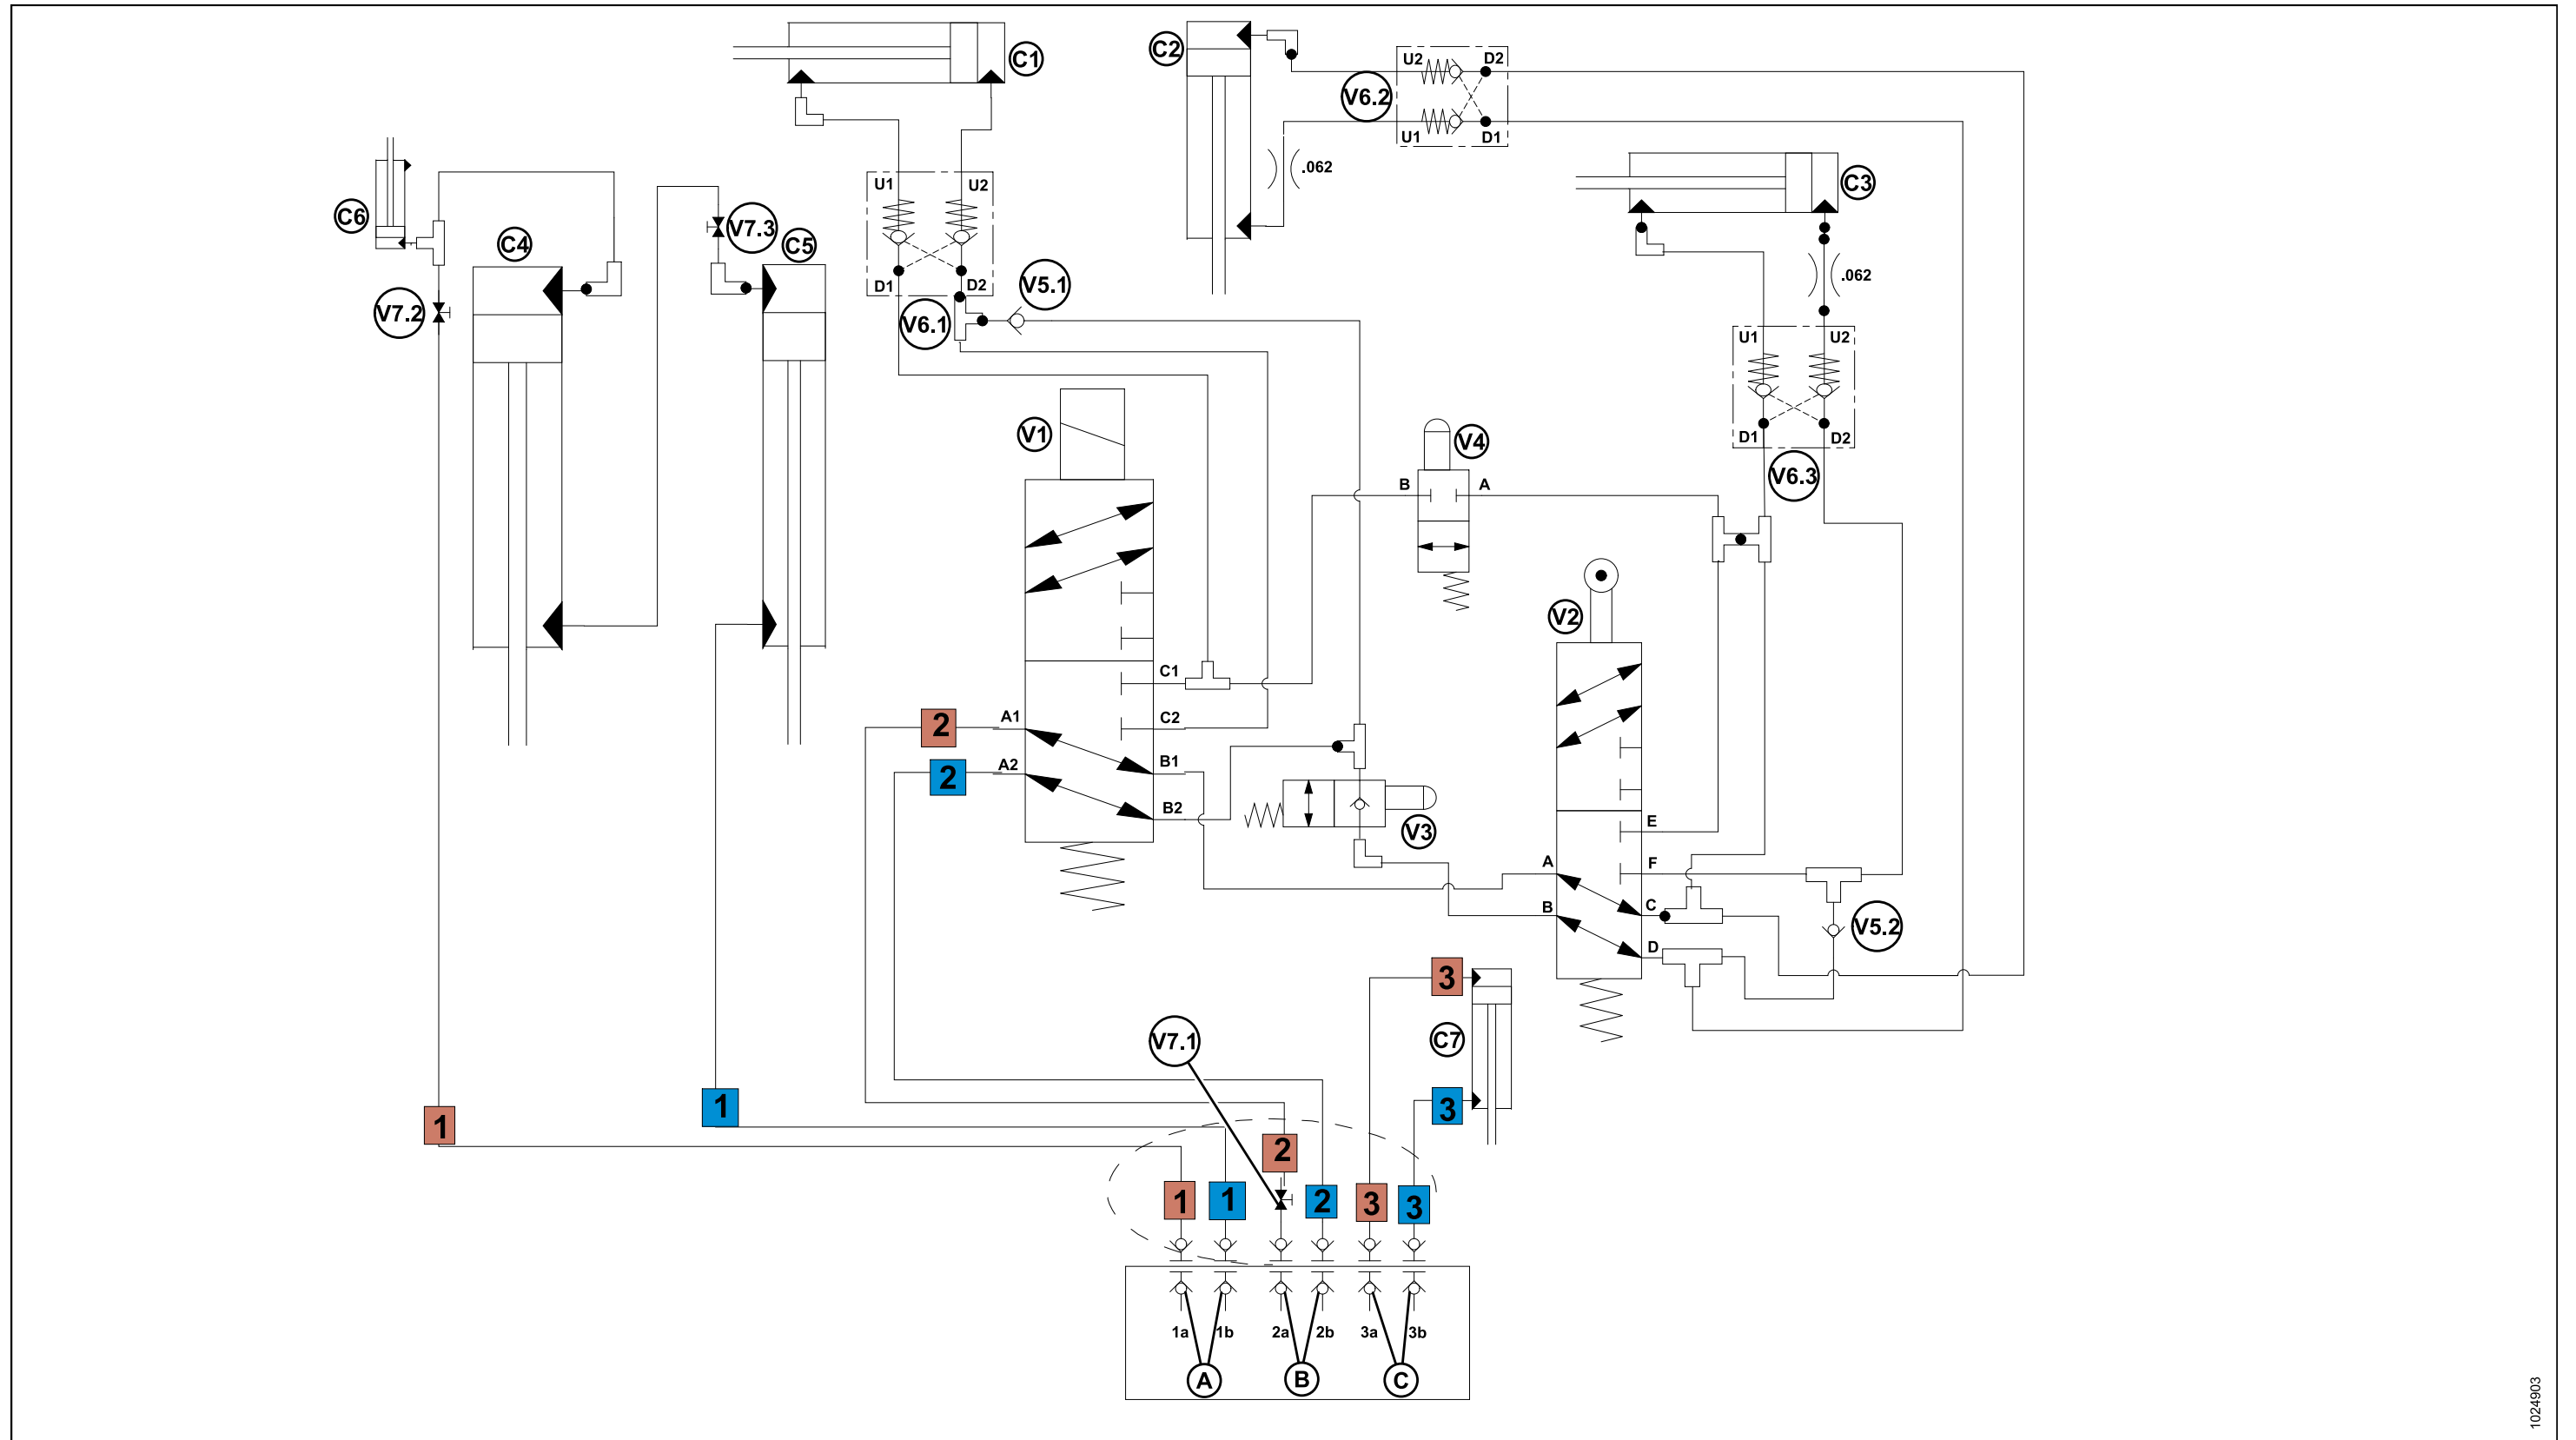 C1
C2
U2 D2
V6.2
U1 D1
.062
C3
C6
C4
V7.3
C5
V7.2
U1 U2
D1 D2
V5.1
V6.1
.062
U1 U2
D1 D2
V6.3
V1
V4
B A
V2
C1
A1 C2
2
A2 B1
2
B2
V3
E
A F
B C
V5.2
D
3
V7.1
C7
3
1
1
2
1 1 2 3 3
1a 1b 2a 2b 3a 3b
A B C
1024903